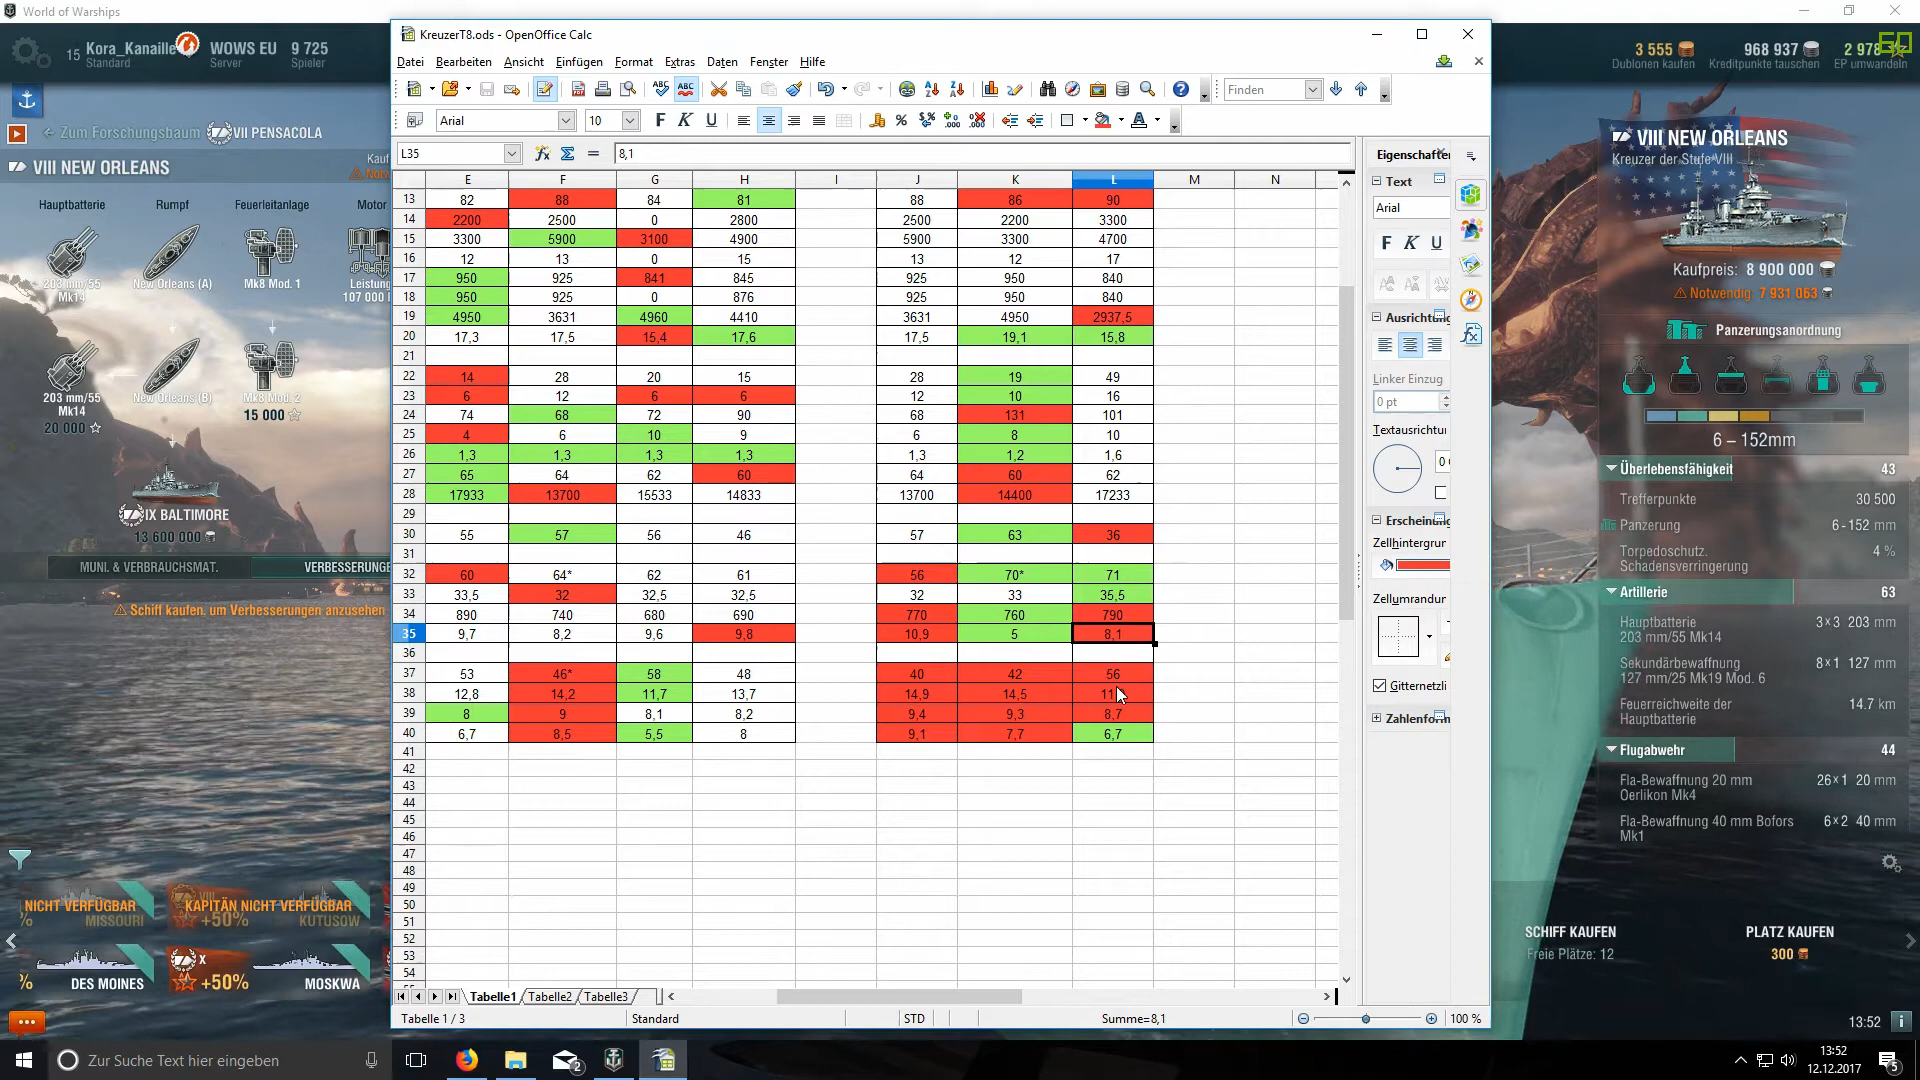 World of Warships
15 Kora_Kanaille
Standard
WOWS EU
Server
9 725
Spieler
3 555
Dublonen kaufen
968 937
Kreditpunkte tauschen
2 978
EP umwandeln
Zum Forschungsbaum VII PENSACOLA
VIII NEW ORLEANS
Hauptbatterie Rumpf Feuerleitanlage Motor
203 mm/55
Mk14
New Orleans (A)
Mk8 Mod. 1
107 000
203 mm/55
Mk14
20 000
New Orleans (B)
Mk8 Mod. 2
15 000
IX BALTIMORE
13 600 000
MUNI. & VERBRAUCHSMAT.
VERBESSERUNGE
Schiff kaufen, um Verbesserungen anzusehen
NICHT VERFÜGBAR
MISSOURI
KAPITÄN NICHT VERFÜGBAR
+50% KUTUSOW
DES MOINES
X
+50%
MOSKWA
KreuzerT8.ods - OpenOffice Calc
Datei Bearbeiten Ansicht Einfügen Format Extras Daten Fenster Hilfe
Finden
Arial 10 F K U
L35 8,1
E F G H I J K L M N
13 82 88 84 81 88 86 90
14 2200 2500 0 2800 2500 2200 3300
15 3300 5900 3100 4900 5900 3300 4700
16 12 13 0 15 13 12 17
17 950 925 841 845 925 950 840
18 950 925 0 876 925 950 840
19 4950 3631 4960 4410 3631 4950 2937,5
20 17,3 17,5 15,4 17,6 17,5 19,1 15,8
21
22 14 28 20 15 28 19 49
23 6 12 6 6 12 10 16
24 74 68 72 90 68 131 101
25 4 6 10 9 6 8 10
26 1,3 1,3 1,3 1,3 1,3 1,2 1,6
27 65 64 62 60 64 60 62
28 17933 13700 15533 14833 13700 14400 17233
29
30 55 57 56 46 57 63 36
31
32 60 64* 62 61 56 70* 71
33 33,5 32 32,5 32,5 32 33 35,5
34 890 740 680 690 770 760 790
35 9,7 8,2 9,6 9,8 10,9 5 8,1
36
37 53 46* 58 48 40 42 56
38 12,8 14,2 11,7 13,7 14,9 14,5
39 8 9 8,1 8,2 9,4 9,3 8,7
40 6,7 8,5 5,5 8 9,1 7,7 6,7
41
42
43
44
45
46
47
48
49
50
51
52
53
54
Tabelle1 Tabelle2 Tabelle3
Tabelle 1 / 3 Standard STD Summe=8,1 100 %
Text
Arial
F K U
Linker Einzug
0 pt
Gitternetzli
VIII NEW ORLEANS
Kreuzer der Stufe VIII
Kaufpreis: 8 900 000
Notwendig: 7 931 063
Panzerungsanordnung
6 – 152mm
Überlebensfähigkeit 43
Trefferpunkte 30 500
Panzerung 6 - 152 mm
Torpedoschutz. 4 %
Schadensverringerung
Artillerie 63
Hauptbatterie 3×3 203 mm
203 mm/55 Mk14
Sekundärbewaffnung 8×1 127 mm
127 mm/25 Mk19 Mod. 6
Feuerreichweite der 14.7 km
Hauptbatterie
Flugabwehr 44
Fla-Bewaffnung 20 mm 26×1 20 mm
Oerlikon Mk4
Fla-Bewaffnung 40 mm Bofors 6×2 40 mm
Mk1
SCHIFF KAUFEN
Freie Plätze: 12
PLATZ KAUFEN
300
13:52
Zur Suche Text hier eingeben
2
13:52
12.12.2017
5